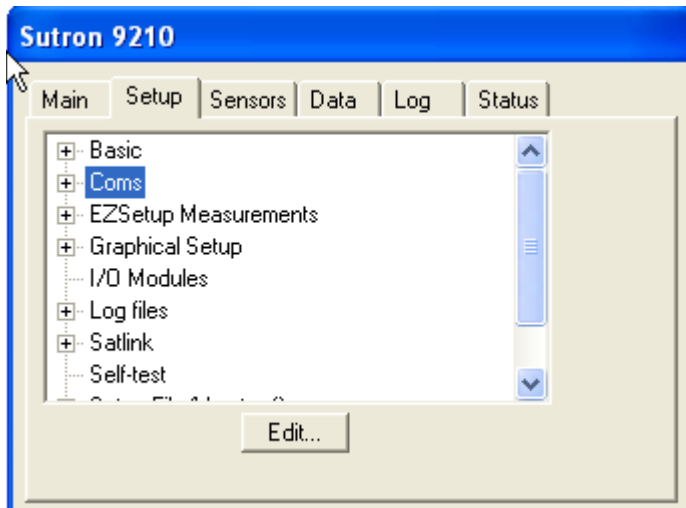 Sutron 9210
Main Setup Sensors Data Log Status
Basic
Coms
EZSetup Measurements
Graphical Setup
I/O Modules
Log files
Satlink
Self-test
Edit...